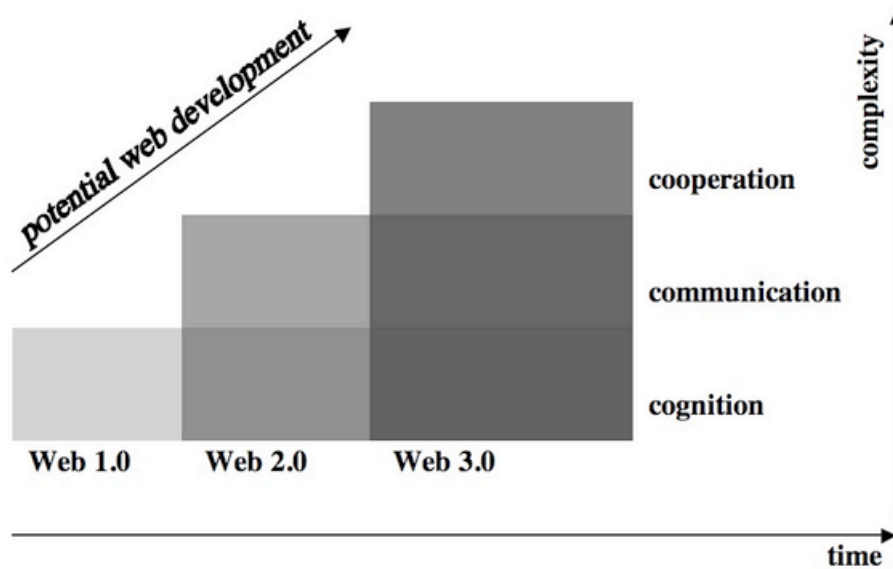 potential web development
complexity
cooperation
communication
cognition
Web 1.0 Web 2.0 Web 3.0
time